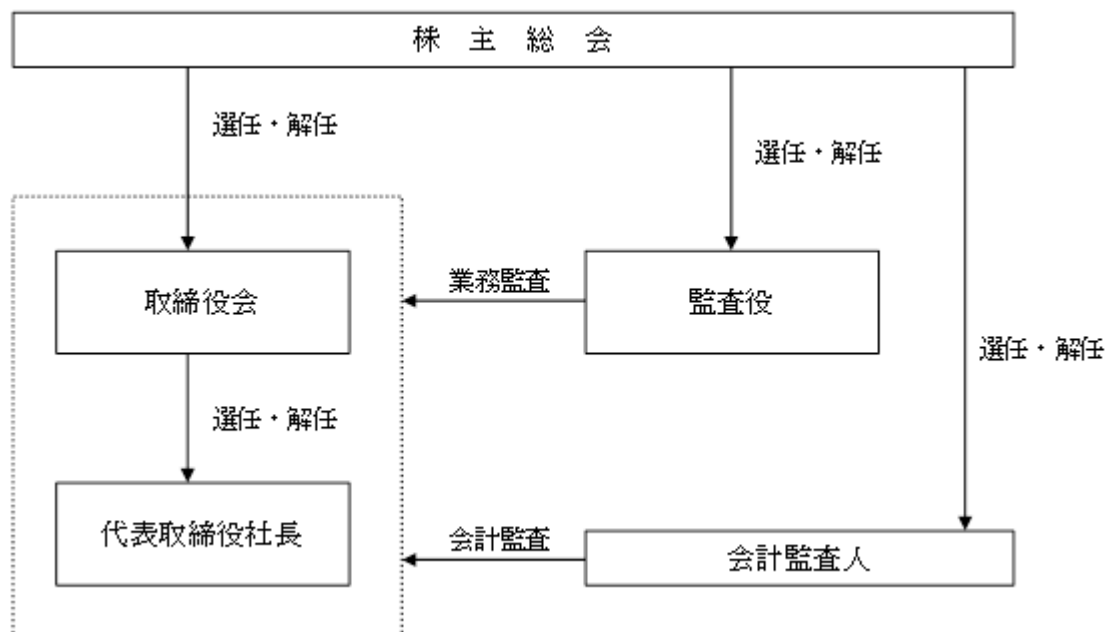 株 主 総 会
選任・解任
選任・解任
取締役会
業務監査
監査役
選任・解任
選任・解任
代表取締役社長
会計監査
会計監査人